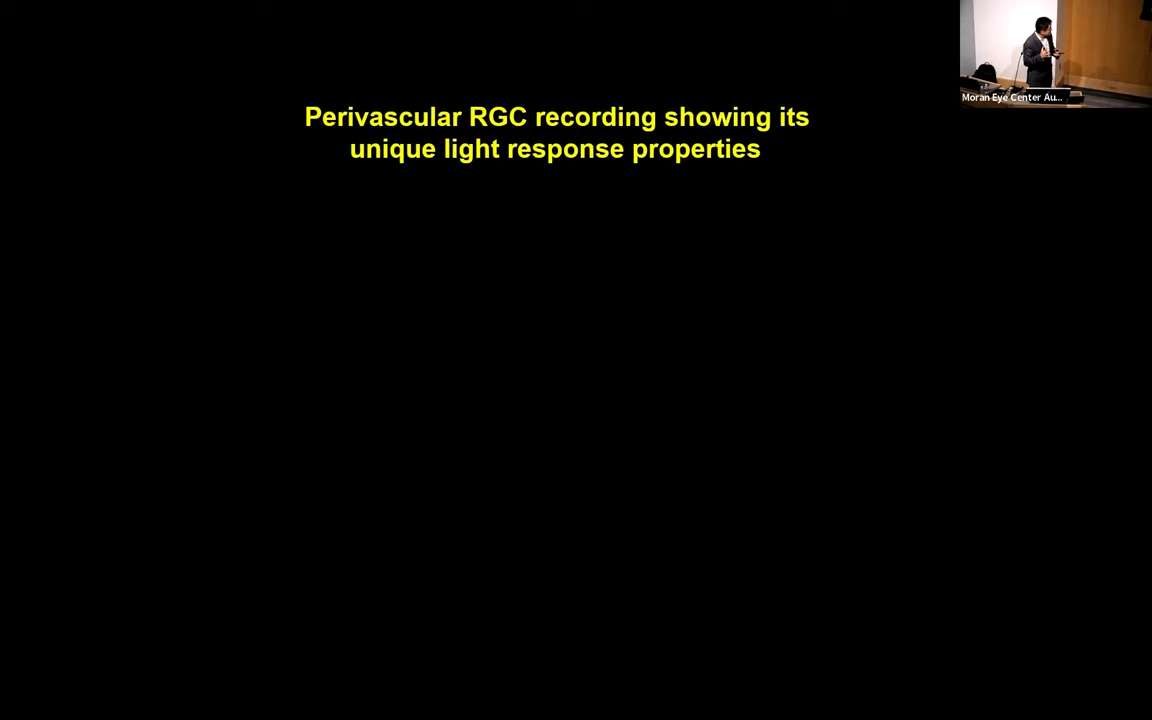 Perivascular RGC recording showing its
unique light response properties
Moran Eye Center Au...